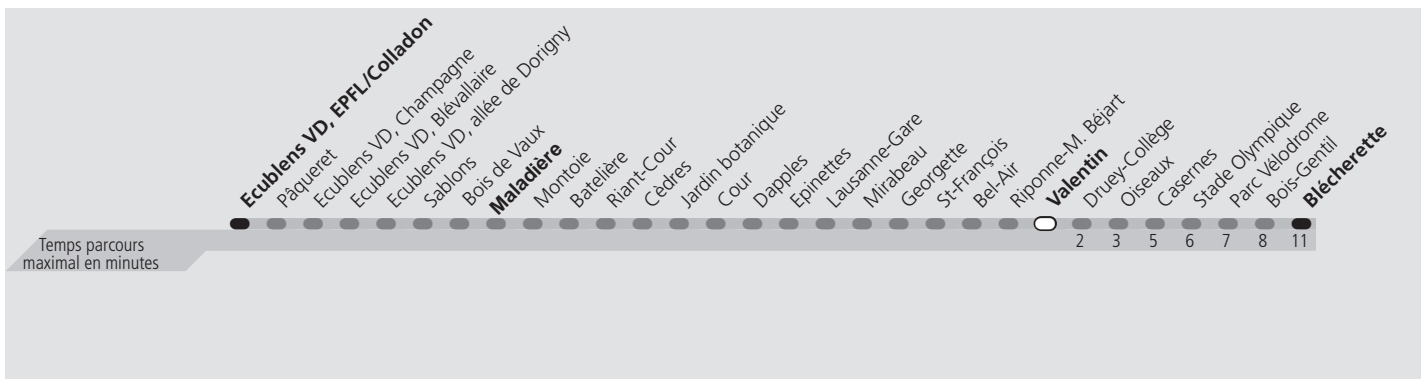 Ecublens VD, EPFL/Colladon
Pâqueret
Ecublens VD, Champagne
Ecublens VD, Blévallaire
Ecublens VD, allée de Dorigny
Sablons
Bois de Vaux
Maladière
Montoie
Batelière
Riant-Cour
Cèdres
Jardin botanique
Cour
Dapples
Epinettes
Lausanne-Gare
Mirabeau
Georgette
St-François
Bel-Air
Riponne-M. Béjart
Valentin
Druey-Collège
Oiseaux
Casernes
Stade Olympique
Parc Vélodrome
Bois-Gentil
Blécherette
Temps parcours
maximal en minutes
2 3 5 6 7 8 11